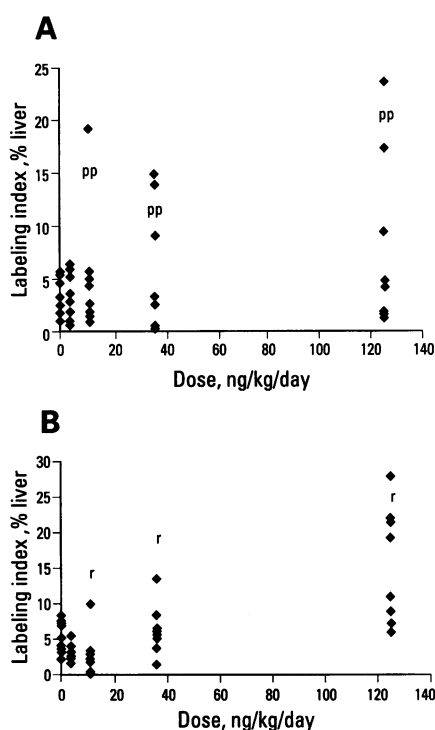 A
25
20
15
10
5
0
Labeling index ,% liver
pp
pp
pp
0 20 40 60 80 100 120 140
Dose, ng/kg/day
B
30
25
20
15
10
5
0
Labeling index ,% liver
r
r
r
0 20 40 60 80 100 120 140
Dose, ng/kg/day